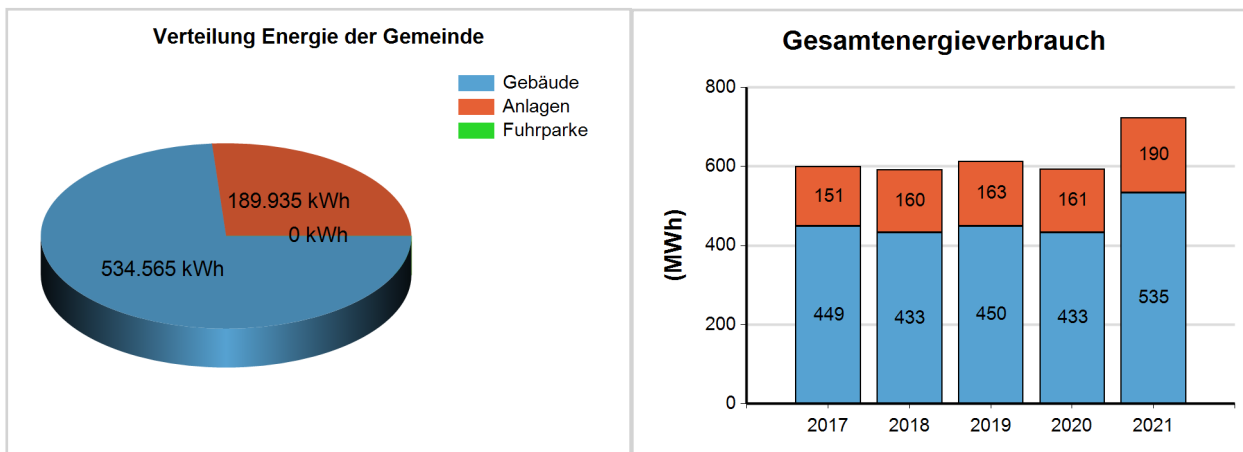 Verteilung Energie der Gemeinde
Gebäude
Anlagen
Fuhrparke
189.935 kWh
0 kWh
534.565 kWh
Gesamtenergieverbrauch
(MWh)
800
600
400
200
0
151
160
163
161
190
449
433
450
433
535
2017
2018
2019
2020
2021